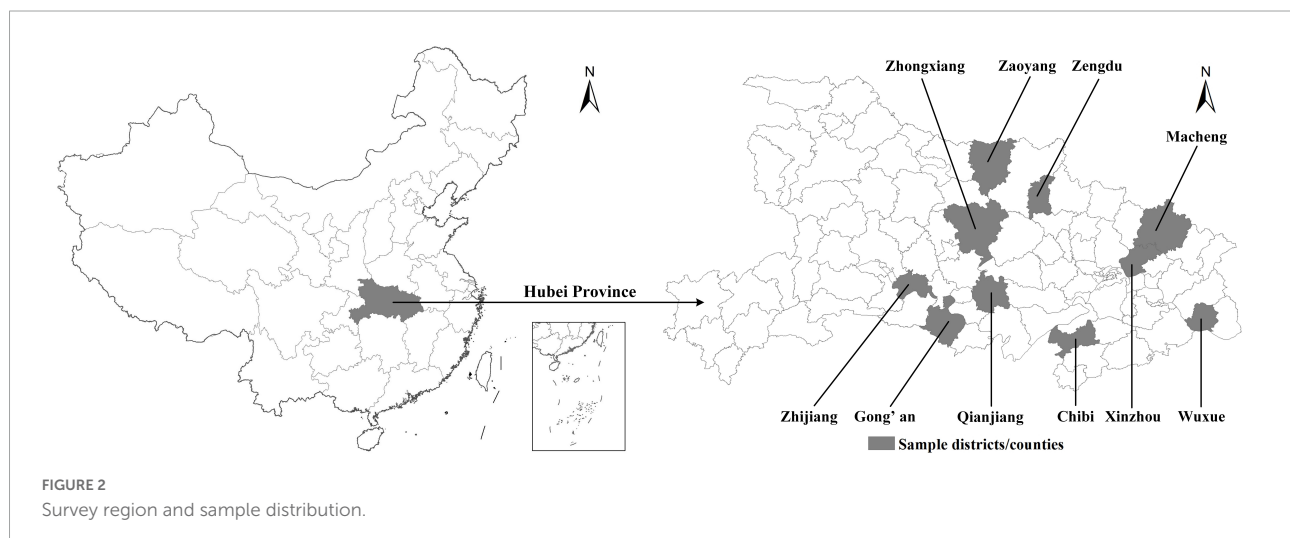 N
Hubei Province
Zhongxiang
Zaoyang
Zengdu
N
Macheng
Zhijiang
Gong’ an
Qianjiang
Chibi
Xinzhou
Wuxue
Sample districts/counties
FIGURE 2
Survey region and sample distribution.